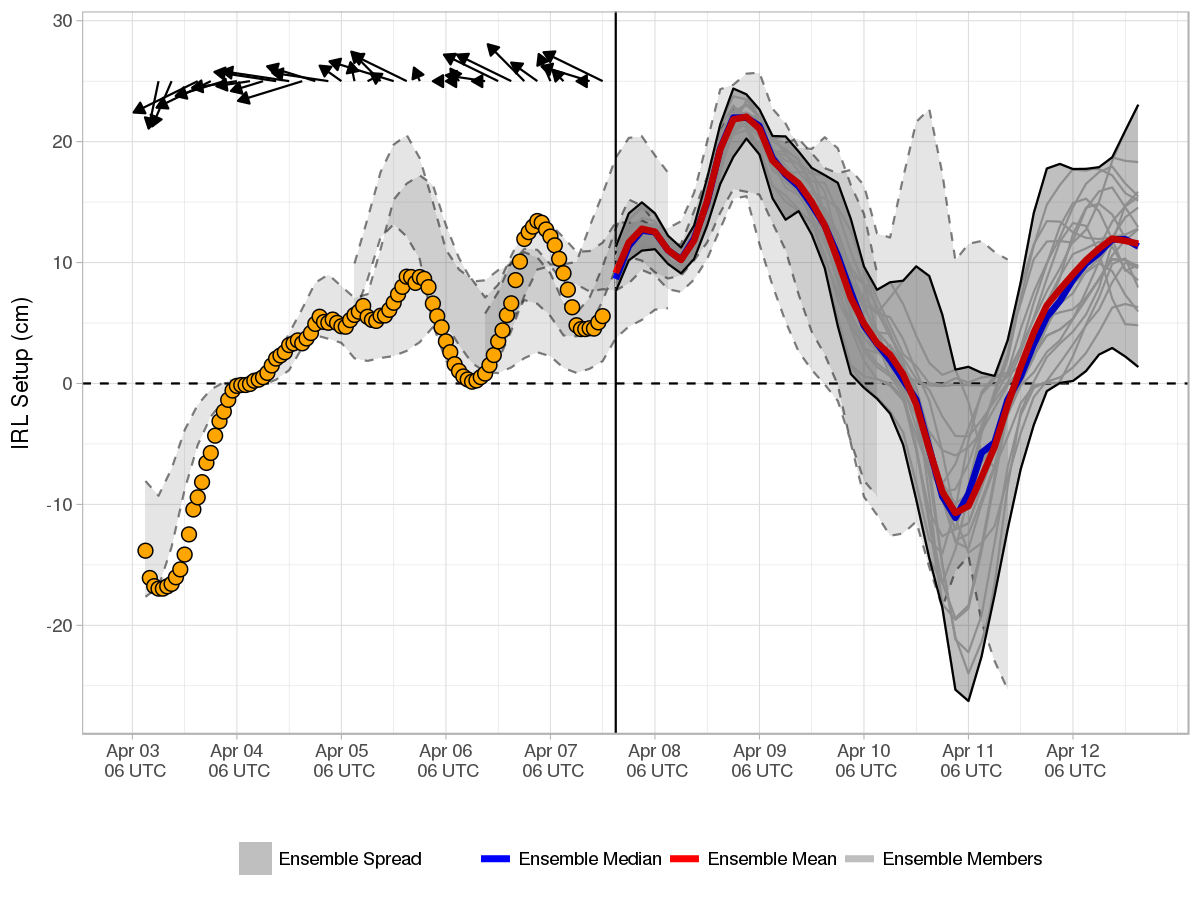 30
20
10
0
-10
-20
IRL Setup (cm)
Apr 03 06 UTC
Apr 04 06 UTC
Apr 05 06 UTC
Apr 06 06 UTC
Apr 07 06 UTC
Apr 08 06 UTC
Apr 09 06 UTC
Apr 10 06 UTC
Apr 11 06 UTC
Apr 12 06 UTC
Ensemble Spread
Ensemble Median
Ensemble Mean
Ensemble Members